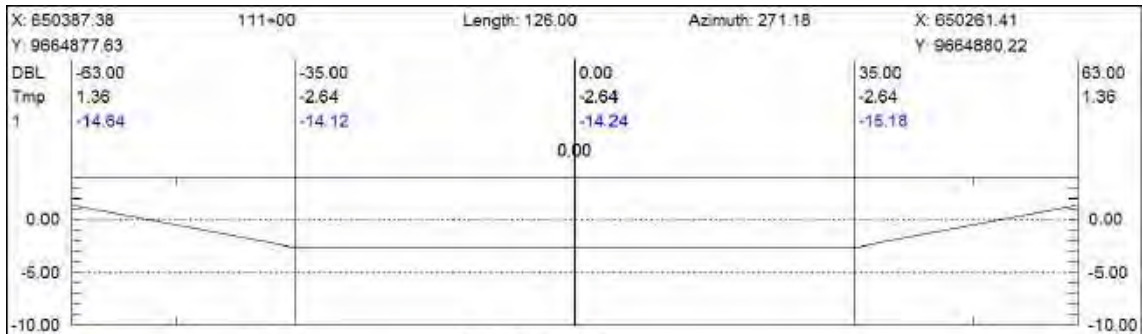 X: 650387.38 111+00 Length: 126.00 Azimuth: 271.18 X: 650261.41
Y: 9664877.63 Y: 9664880.22
DBL -63.00 -35.00 0.00 35.00 63.00
Tmp 1.36 -2.64 -2.64 -2.64 1.36
1 -14.64 -14.12 -14.24 -15.18
0.00
0.00 0.00
-5.00 -5.00
-10.00 -10.00